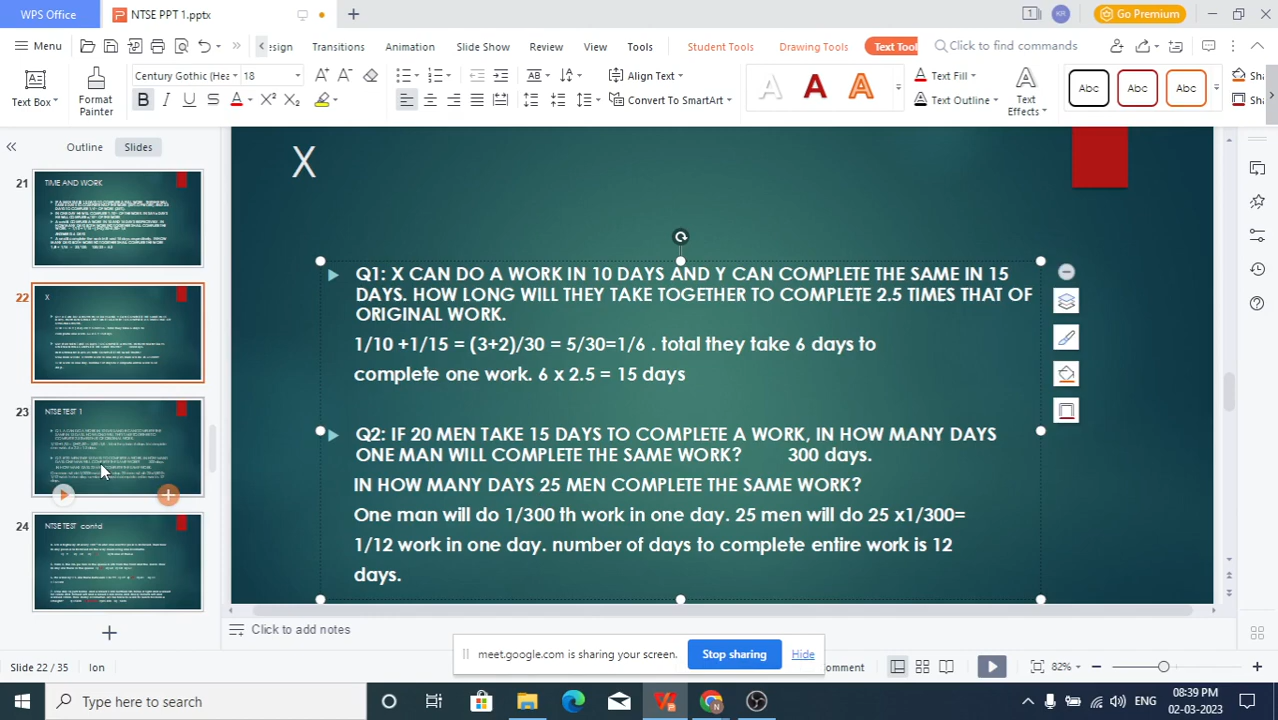 WPS Office
NTSE PPT 1.pptx
KR
Go Premium
Menu
esign
Transitions
Animation
Slide Show
Review
View
Tools
Student Tools
Drawing Tools
Text Tool
Click to find commands
Text Box
Format Painter
Century Gothic (Hea
18
Align Text
Convert To SmartArt
Text Fill
Text Outline
Text Effects
Abc
Abc
Abc
Sha
Sha
Outline
Slides
21
TIME AND WORK
22
X
23
NTSE TEST 1
24
NTSE TEST contd
X
Q1: X CAN DO A WORK IN 10 DAYS AND Y CAN COMPLETE THE SAME IN 15
DAYS. HOW LONG WILL THEY TAKE TOGETHER TO COMPLETE 2.5 TIMES THAT OF
ORIGINAL WORK.
1/10 +1/15 = (3+2)/30 = 5/30=1/6 . total they take 6 days to
complete one work. 6 x 2.5 = 15 days
Q2: IF 20 MEN TAKE 15 DAYS TO COMPLETE A WORK, IN HOW MANY DAYS
ONE MAN WILL COMPLETE THE SAME WORK? 300 days.
IN HOW MANY DAYS 25 MEN COMPLETE THE SAME WORK?
One man will do 1/300 th work in one day. 25 men will do 25 x1/300=
1/12 work in one day. number of days to complete entire work is 12
days.
Click to add notes
meet.google.com is sharing your screen.
Stop sharing
Hide
Slide 22 / 35
Ion
omment
82%
Type here to search
ENG
08:39 PM
02-03-2023